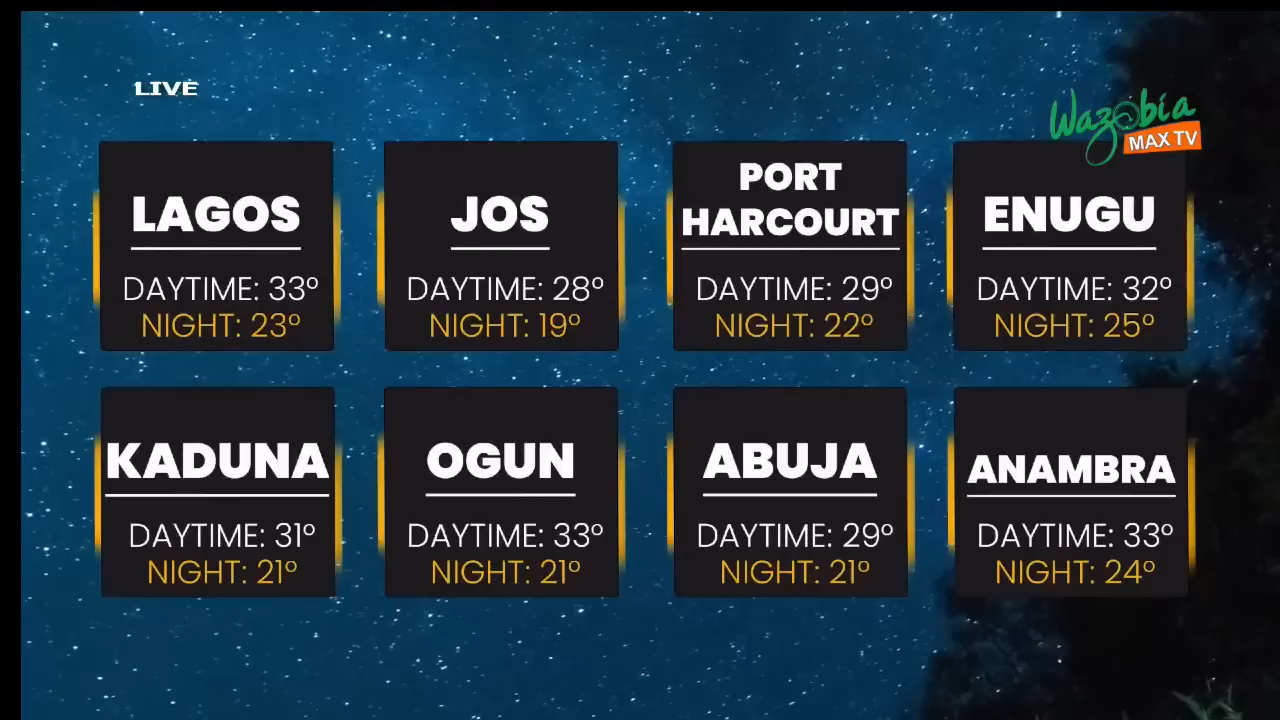 LIVE
Wazobia
MAX TV
LAGOS
DAYTIME: 33º
NIGHT: 23º
JOS
DAYTIME: 28º
NIGHT: 19º
PORT
HARCOURT
DAYTIME: 29º
NIGHT: 22º
ENUGU
DAYTIME: 32º
NIGHT: 25º
KADUNA
DAYTIME: 31º
NIGHT: 21º
OGUN
DAYTIME: 33º
NIGHT: 21º
ABUJA
DAYTIME: 29º
NIGHT: 21º
ANAMBRA
DAYTIME: 33º
NIGHT: 24º